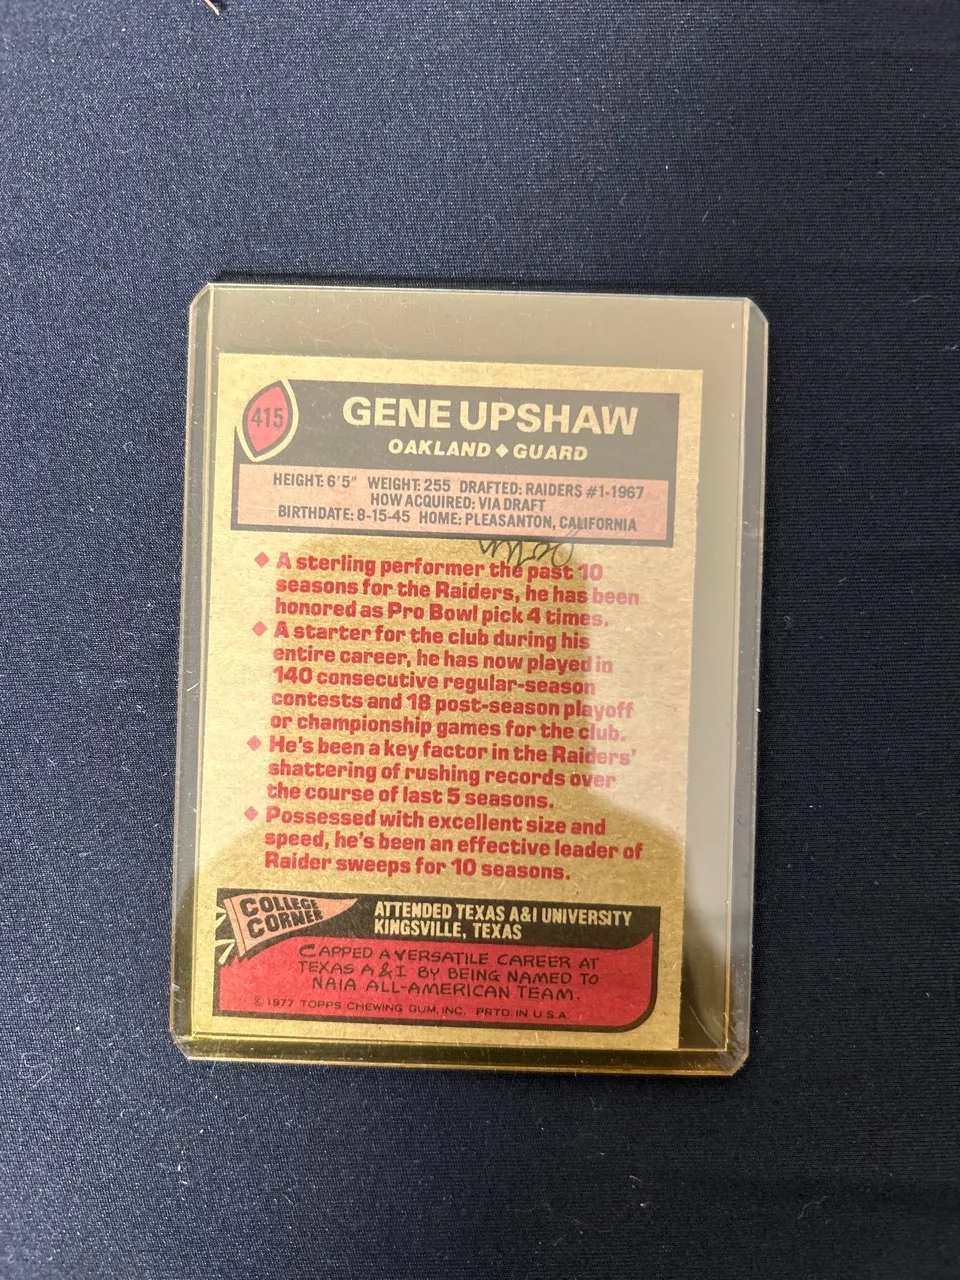 415
GENE UPSHAW
OAKLAND ◆ GUARD
HEIGHT: 6'5" WEIGHT: 255 DRAFTED: RAIDERS #1-1967
HOW ACQUIRED: VIA DRAFT
BIRTHDATE: 8-15-45 HOME: PLEASANTON, CALIFORNIA
◆ A sterling performer the past 10
seasons for the Raiders, he has been
honored as Pro Bowl pick 4 times.
◆ A starter for the club during his
entire career, he has now played in
140 consecutive regular-season
contests and 18 post-season playoff
or championship games for the club.
◆ He's been a key factor in the Raiders'
shattering of rushing records over
the course of last 5 seasons.
◆ Possessed with excellent size and
speed, he's been an effective leader of
Raider sweeps for 10 seasons.
COLLEGE
CORNER
ATTENDED TEXAS A&I UNIVERSITY
KINGSVILLE, TEXAS
CAPPED A VERSATILE CAREER AT
TEXAS A & I BY BEING NAMED TO
NAIA ALL-AMERICAN TEAM.
© 1977 TOPPS CHEWING GUM, INC. PRTD. IN U.S.A.